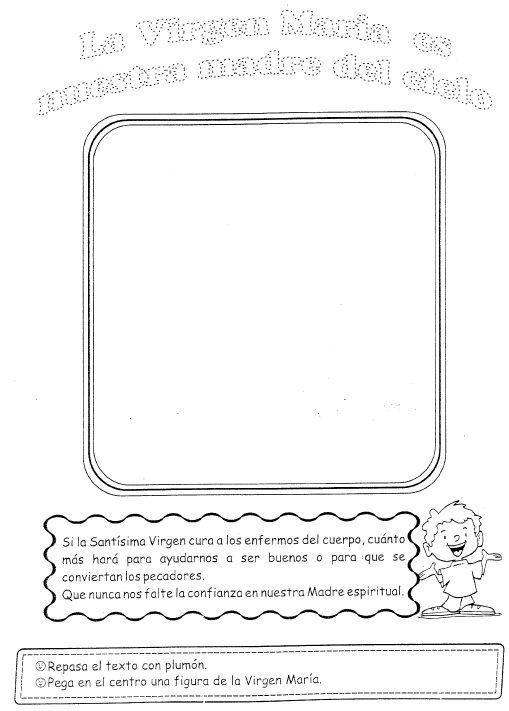 La Virgen María es
nuestra madre del cielo
Si la Santísima Virgen cura a los enfermos del cuerpo, cuánto
más hará para ayudarnos a ser buenos o para que se
conviertan los pecadores.
Que nunca nos falte la confianza en nuestra Madre espiritual.
Repasa el texto con plumón.
Pega en el centro una figura de la Virgen María.